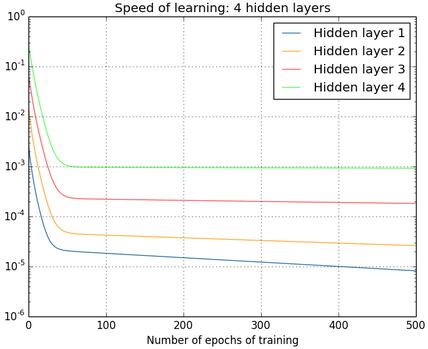 Speed of learning: 4 hidden layers
10^0
10^-1
10^-2
10^-3
10^-4
10^-5
10^-6
Hidden layer 1
Hidden layer 2
Hidden layer 3
Hidden layer 4
0 100 200 300 400 500
Number of epochs of training